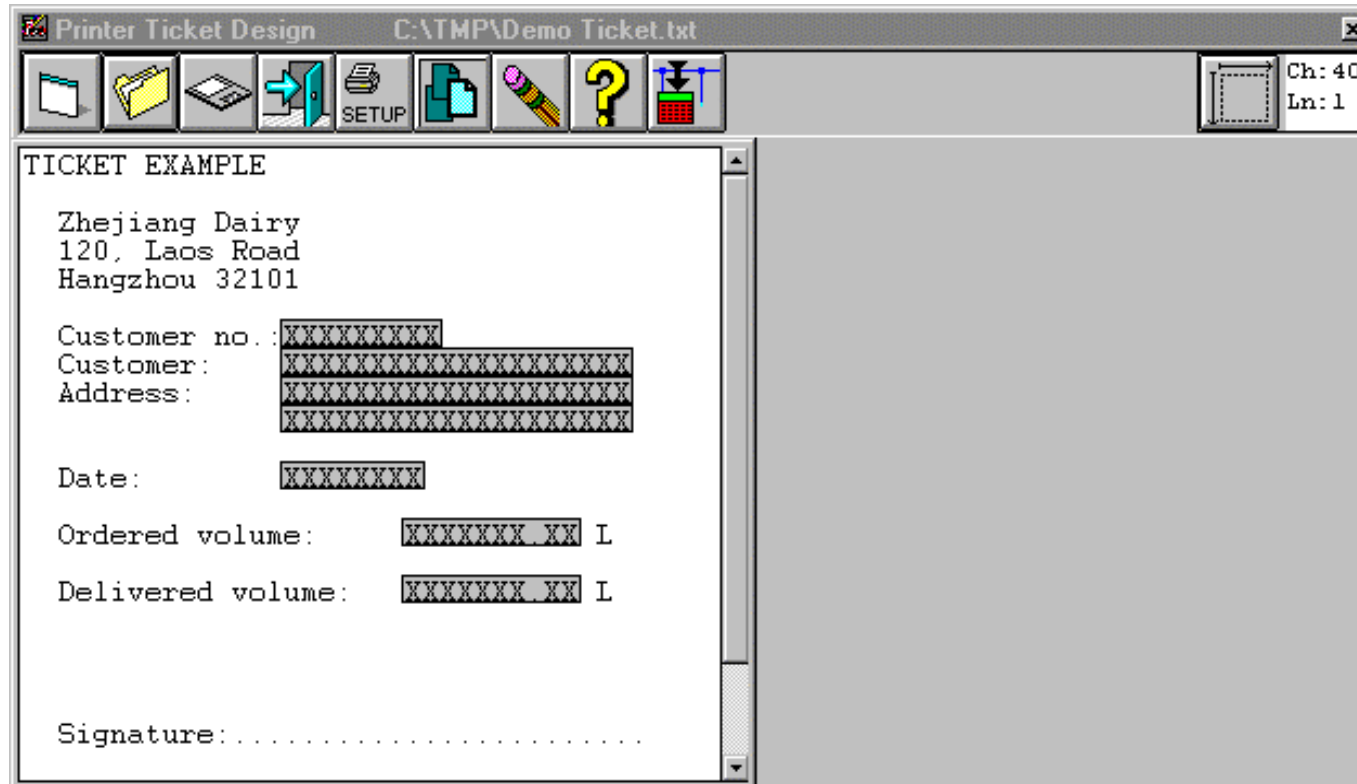 Printer Ticket Design C:\TMP\Demo Ticket.txt
SETUP
Ch:40
Ln:1
TICKET EXAMPLE
Zhejiang Dairy
120, Laos Road
Hangzhou 32101
Customer no.:XXXXXXXXX
Customer: XXXXXXXXXXXXXXXXXXXX
Address: XXXXXXXXXXXXXXXXXXXX
XXXXXXXXXXXXXXXXXXXX
Date: XXXXXXXX
Ordered volume: XXXXXXX.XX L
Delivered volume: XXXXXXX.XX L
Signature:........................